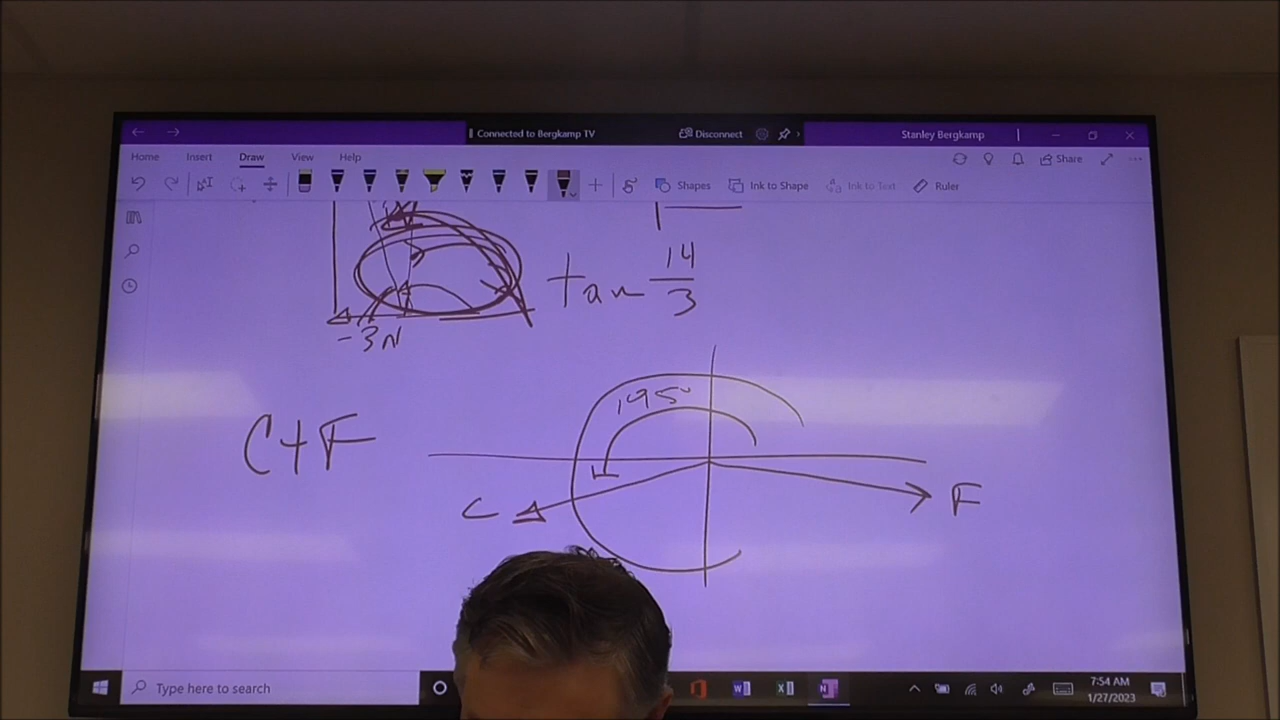 Connected to Bergkamp TV
Disconnect
Stanley Bergkamp
Home Insert Draw View Help
Share
Shapes Ink to Shape Ink to Text Ruler
tan 14/3
-3N
195°
C+F
C
F
Type here to search
7:54 AM
1/27/2023